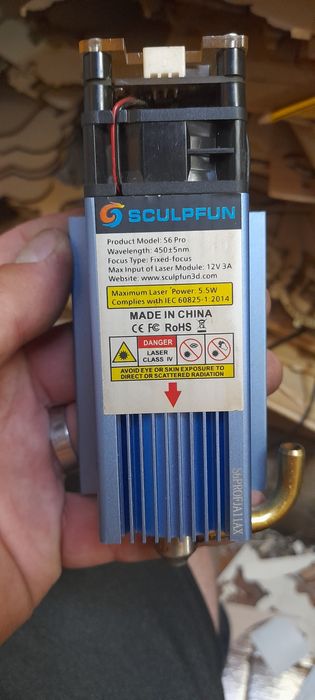 SCULPFUN
Product Model: S6 Pro
Wavelength: 450±5nm
Focus Type: Fixed-focus
Max Input of Laser Module: 12V 3A
Website: www.sculpfun3d.com
Maximum Laser Power: 5.5W
Complies with IEC 60825-1:2014
MADE IN CHINA
CE FC RoHS
DANGER
LASER
CLASS IV
AVOID EYE OR SKIN EXPOSURE TO
DIRECT OR SCATTERED RADIATION